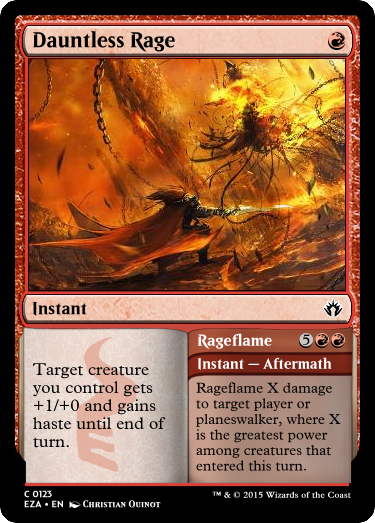 Dauntless Rage
Instant
Target creature
you control gets
+1/+0 and gains
haste until end of
turn.
Rageflame 5
Instant — Aftermath
Rageflame X damage
to target player or
planeswalker, where X
is the greatest power
among creatures that
entered this turn.
C 0123
EZA • EN Christian Quinot
™ & © 2015 Wizards of the Coast